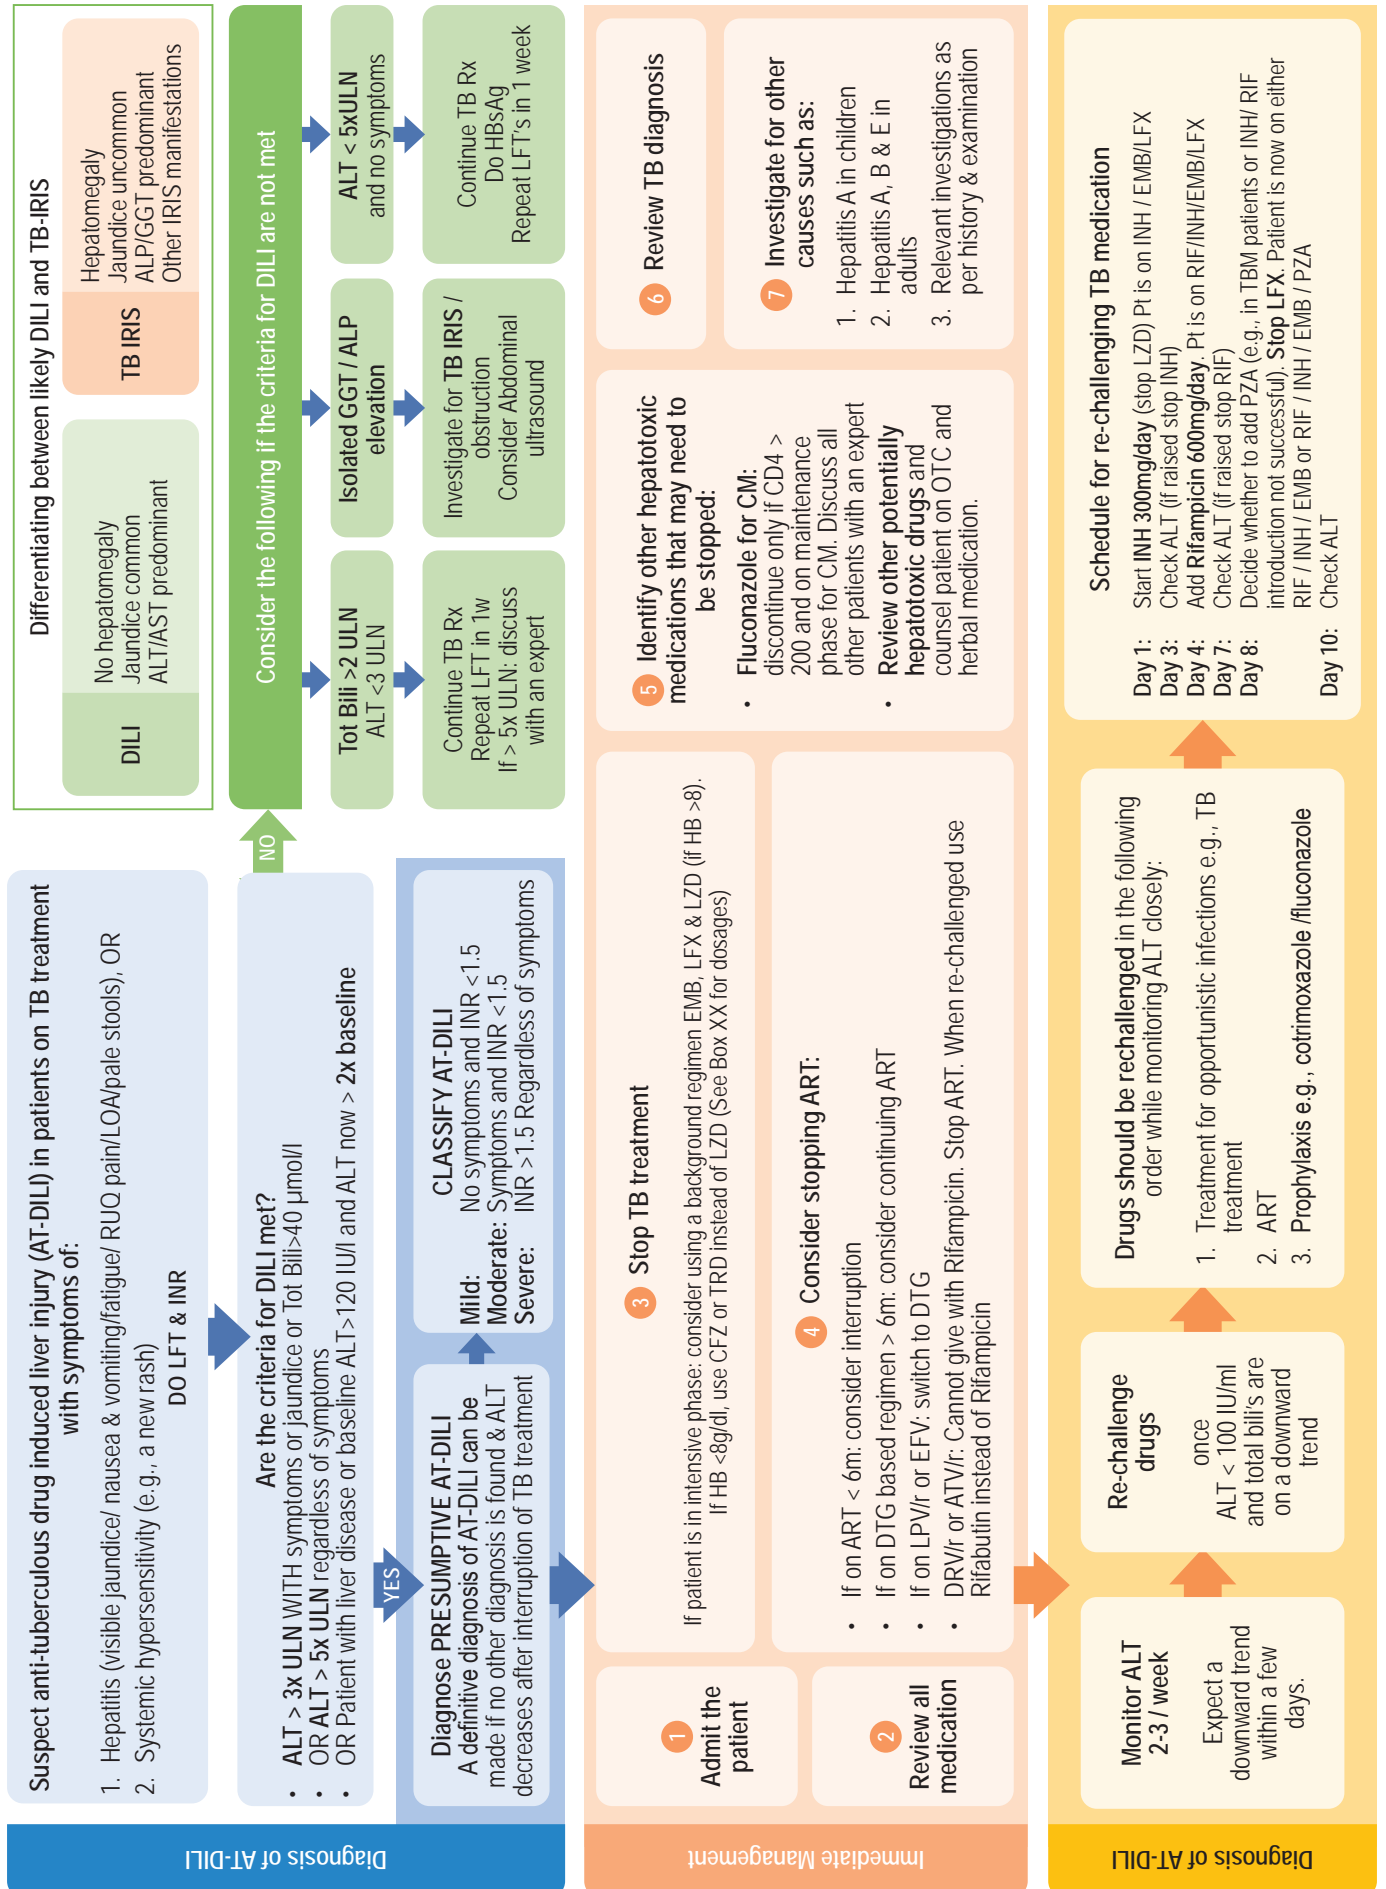 Diagnosis of AT-DILI
Suspect anti-tuberculous drug induced liver injury (AT-DILI) in patients on TB treatment
with symptoms of:
1. Hepatitis (visible jaundice/ nausea & vomiting/fatigue/ RUQ pain/LOA/pale stools), OR
2. Systemic hypersensitivity (e.g., a new rash)
DO LFT & INR
Differentiating between likely DILI and TB-IRIS
DILI
No hepatomegaly
Jaundice common
ALT/AST predominant
TB IRIS
Hepatomegaly
Jaundice uncommon
ALP/GGT predominant
Other IRIS manifestations
Are the criteria for DILI met?
• ALT > 3x ULN WITH symptoms or jaundice or Tot Bili>40 µmol/l
• OR ALT > 5x ULN regardless of symptoms
• OR Patient with liver disease or baseline ALT>120 IU/l and ALT now > 2x baseline
NO
Consider the following if the criteria for DILI are not met
Tot Bili >2 ULN
ALT <3 ULN
Continue TB Rx
Repeat LFT in 1w
If > 5x ULN: discuss
with an expert
Isolated GGT / ALP
elevation
Investigate for TB IRIS /
obstruction
Consider Abdominal
ultrasound
ALT < 5xULN
and no symptoms
Continue TB Rx
Do HBsAg
Repeat LFT's in 1 week
YES
Diagnose PRESUMPTIVE AT-DILI
A definitive diagnosis of AT-DILI can be
made if no other diagnosis is found & ALT
decreases after interruption of TB treatment
CLASSIFY AT-DILI
Mild: No symptoms and INR <1.5
Moderate: Symptoms and INR <1.5
Severe: INR >1.5 Regardless of symptoms
Immediate Management
1
Admit the
patient
2
Review all
medication
3 Stop TB treatment
If patient is in intensive phase: consider using a background regimen EMB, LFX & LZD (if HB >8).
If HB <8g/dl, use CFZ or TRD instead of LZD (See Box XX for dosages)
4 Consider stopping ART:
• If on ART < 6m: consider interruption
• If on DTG based regimen > 6m: consider continuing ART
• If on LPV/r or EFV: switch to DTG
• DRV/r or ATV/r: Cannot give with Rifampicin. Stop ART. When re-challenged use
Rifabutin instead of Rifampicin
5 Identify other hepatotoxic
medications that may need to
be stopped:
• Fluconazole for CM:
discontinue only if CD4 >
200 and on maintenance
phase for CM. Discuss all
other patients with an expert
• Review other potentially
hepatotoxic drugs and
counsel patient on OTC and
herbal medication.
6 Review TB diagnosis
7 Investigate for other
causes such as:
1. Hepatitis A in children
2. Hepatitis A, B & E in
adults
3. Relevant investigations as
per history & examination
Diagnosis of AT-DILI
Monitor ALT
2-3 / week
Expect a
downward trend
within a few
days.
Re-challenge
drugs
once
ALT < 100 IU/ml
and total bili's are
on a downward
trend
Drugs should be rechallenged in the following
order while monitoring ALT closely:
1. Treatment for opportunistic infections e.g., TB
treatment
2. ART
3. Prophylaxis e.g., cotrimoxazole /fluconazole
Schedule for re-challenging TB medication
Day 1: Start INH 300mg/day (stop LZD) Pt is on INH / EMB/LFX
Day 3: Check ALT (if raised stop INH)
Day 4: Add Rifampicin 600mg/day. Pt is on RIF/INH/EMB/LFX
Day 7: Check ALT (if raised stop RIF)
Day 8: Decide whether to add PZA (e.g., in TBM patients or INH/ RIF
introduction not successful). Stop LFX. Patient is now on either
RIF / INH / EMB or RIF / INH / EMB / PZA
Day 10: Check ALT